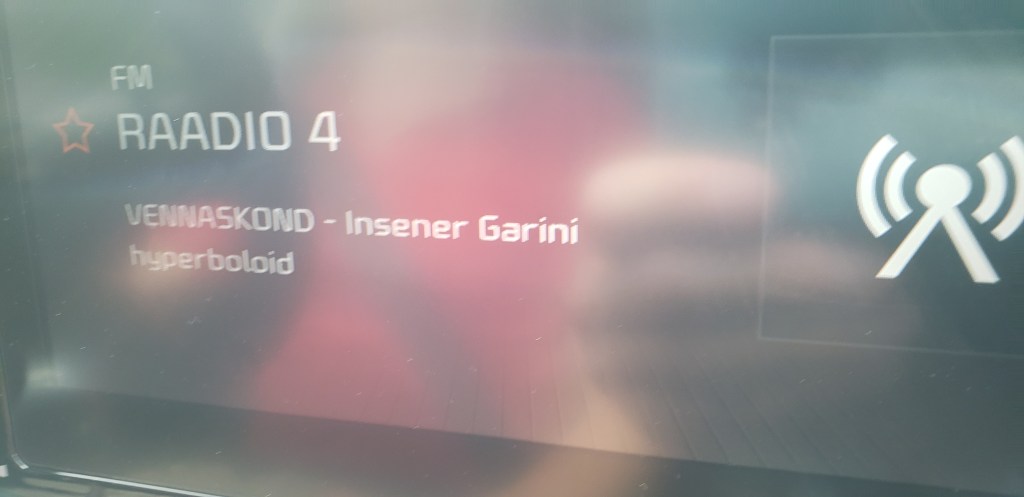 FM
RAADIO 4
VENNASKOND - Insener Garini
hyperboloid